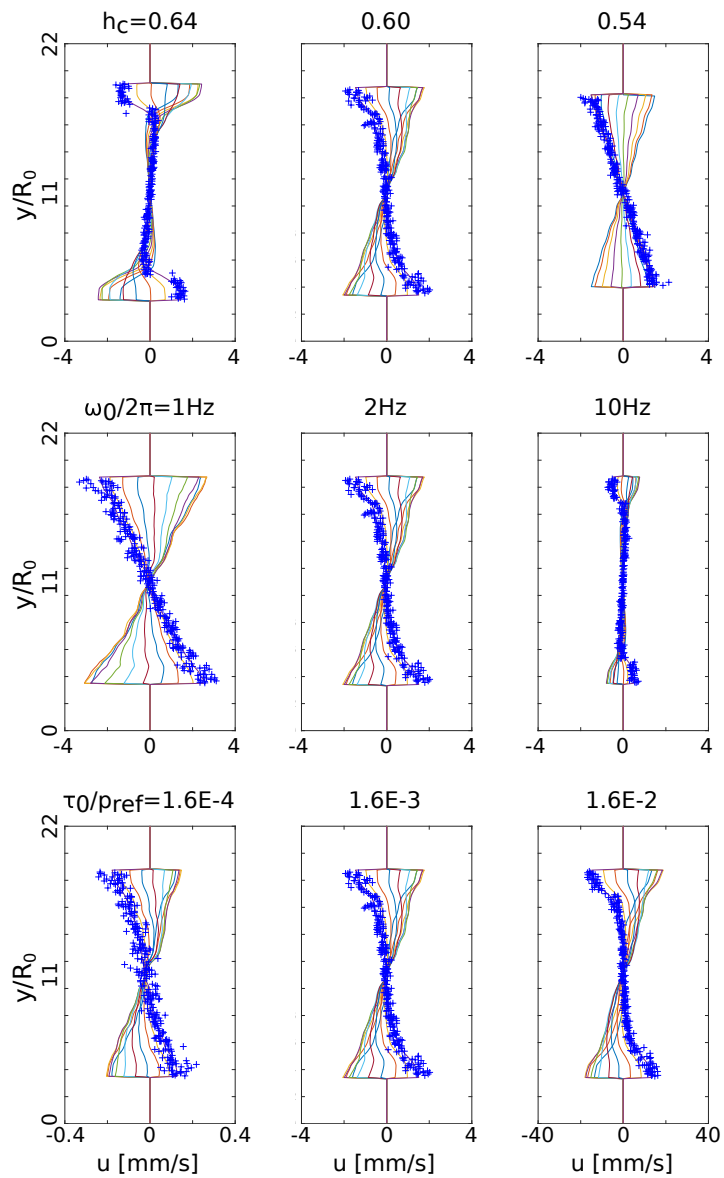 h_C=0.64 0.60 0.54
22
y/R_0
11
0
-4 0 4 -4 0 4 -4 0 4
ω_0/2π=1Hz 2Hz 10Hz
22
y/R_0
11
0
-4 0 4 -4 0 4 -4 0 4
τ_0/p_ref=1.6E-4 1.6E-3 1.6E-2
22
y/R_0
11
0
-0.4 0 0.4 -4 0 4 -40 0 40
u [mm/s] u [mm/s] u [mm/s]